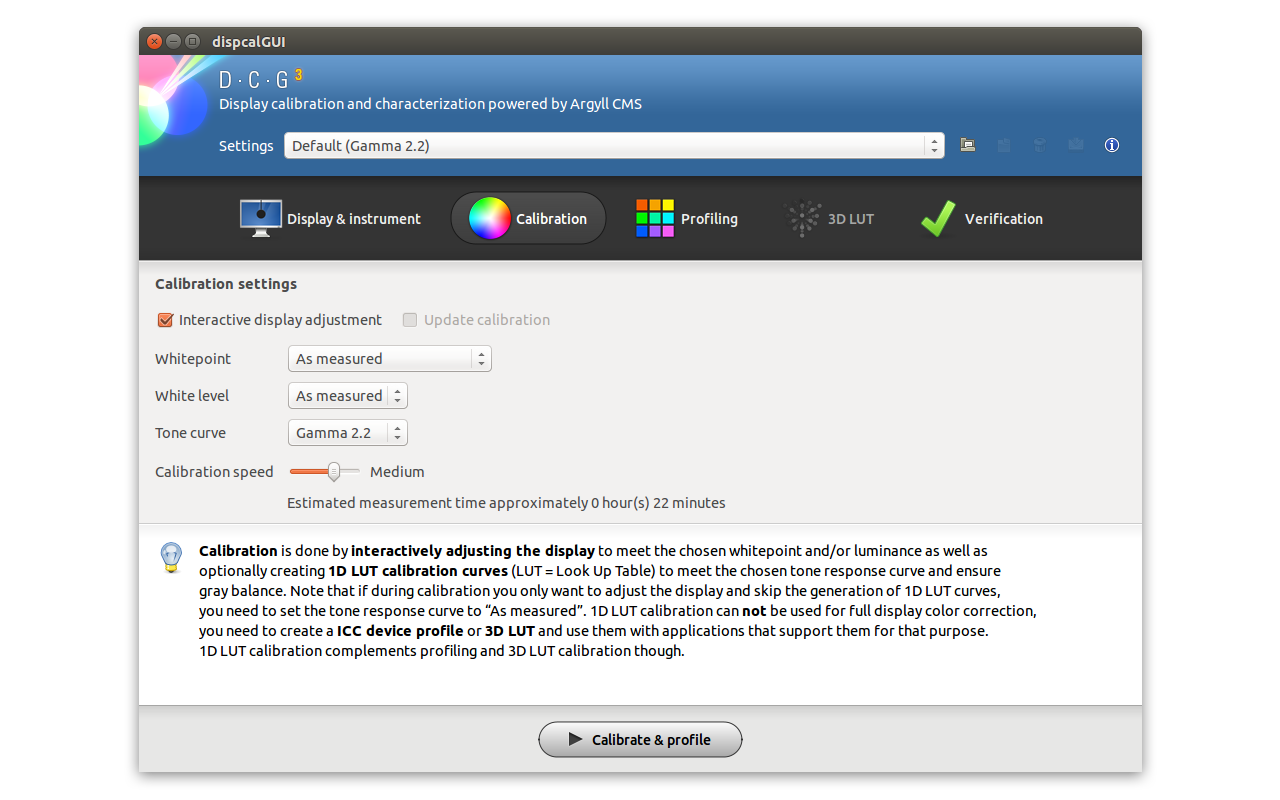 dispcalGUI
D · C · G 3
Display calibration and characterization powered by Argyll CMS
Settings Default (Gamma 2.2)
Display & instrument Calibration Profiling 3D LUT Verification
Calibration settings
Interactive display adjustment Update calibration
Whitepoint As measured
White level As measured
Tone curve Gamma 2.2
Calibration speed Medium
Estimated measurement time approximately 0 hour(s) 22 minutes
Calibration is done by interactively adjusting the display to meet the chosen whitepoint and/or luminance as well as
optionally creating 1D LUT calibration curves (LUT = Look Up Table) to meet the chosen tone response curve and ensure
gray balance. Note that if during calibration you only want to adjust the display and skip the generation of 1D LUT curves,
you need to set the tone response curve to “As measured”. 1D LUT calibration can not be used for full display color correction,
you need to create a ICC device profile or 3D LUT and use them with applications that support them for that purpose.
1D LUT calibration complements profiling and 3D LUT calibration though.
Calibrate & profile